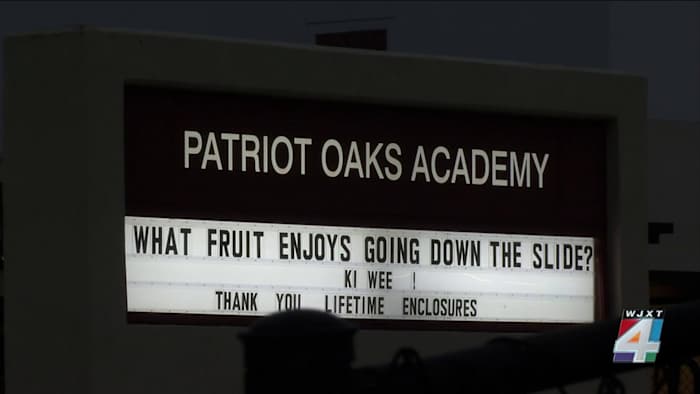 PATRIOT OAKS ACADEMY
WHAT FRUIT ENJOYS GOING DOWN THE SLIDE?
KI WEE !
THANK YOU LIFETIME ENCLOSURES
WJXT
4